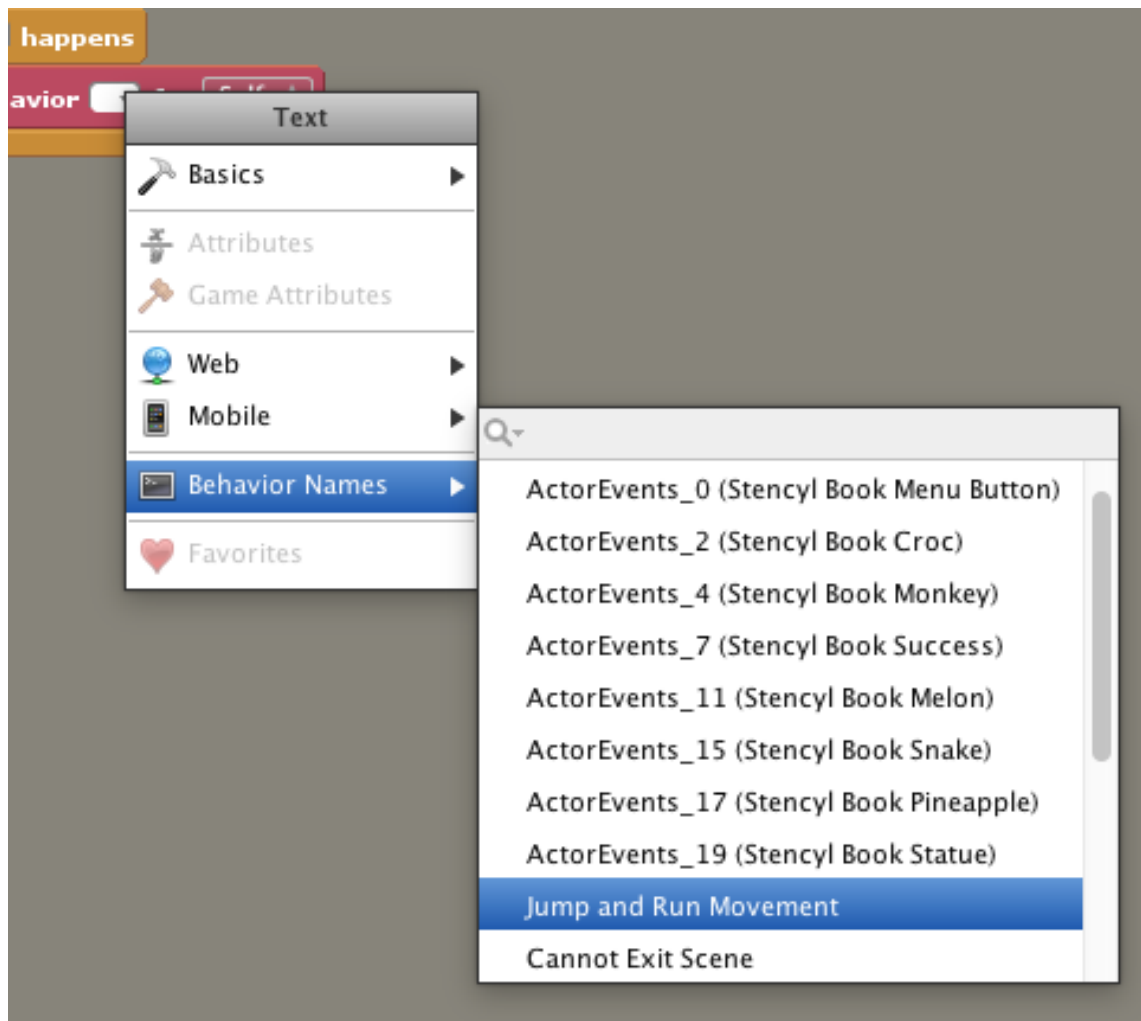 happens
avior
Text
Basics
Attributes
Game Attributes
Web
Mobile
Behavior Names
Favorites
ActorEvents_0 (Stencyl Book Menu Button)
ActorEvents_2 (Stencyl Book Croc)
ActorEvents_4 (Stencyl Book Monkey)
ActorEvents_7 (Stencyl Book Success)
ActorEvents_11 (Stencyl Book Melon)
ActorEvents_15 (Stencyl Book Snake)
ActorEvents_17 (Stencyl Book Pineapple)
ActorEvents_19 (Stencyl Book Statue)
Jump and Run Movement
Cannot Exit Scene